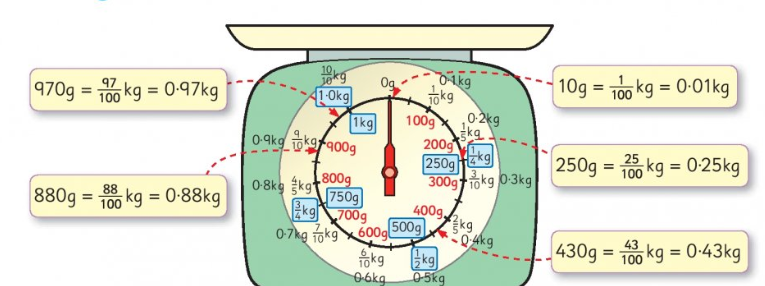 970g = 97/100 kg = 0·97kg
880g = 88/100 kg = 0·88kg
10g = 1/100 kg = 0·01kg
250g = 25/100 kg = 0·25kg
430g = 43/100 kg = 0·43kg
0g
1/10 kg 0·1kg
100g
1/5 kg 0·2kg
200g
250g 1/4 kg
300g 3/10 kg 0·3kg
400g 2/5 kg 0·4kg
500g 1/2 kg 0·5kg
600g 6/10 kg 0·6kg
700g 7/10 kg 0·7kg
750g 3/4 kg
800g 4/5 kg 0·8kg
900g 9/10 kg 0·9kg
1kg 1·0kg 10/10 kg